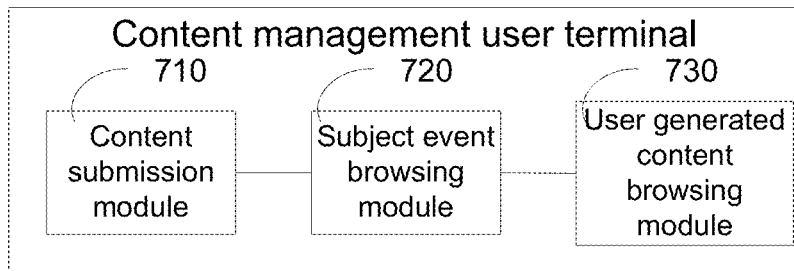 Content management user terminal
710
720
730
Content
submission
module
Subject event
browsing
module
User generated
content
browsing
module